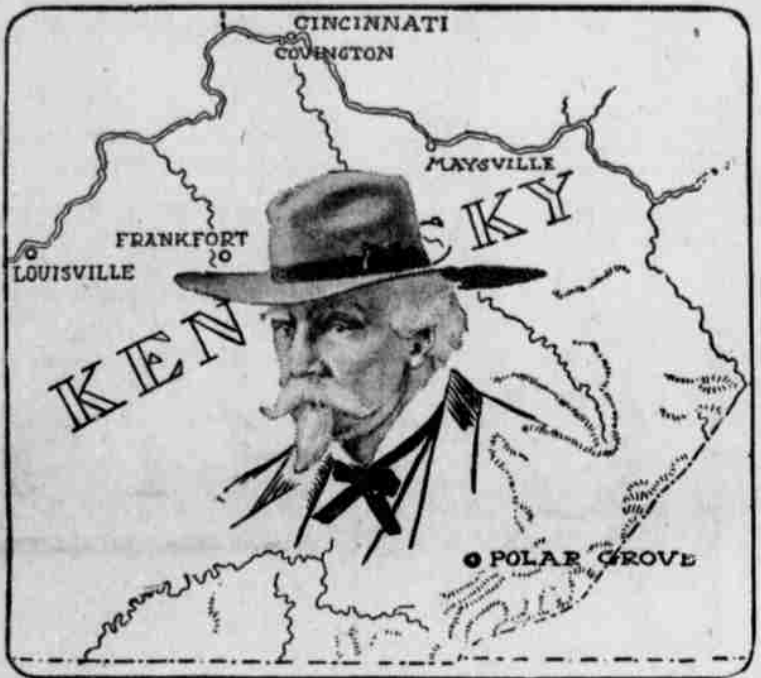 CINCINNATI
COVINGTON
MAYSVILLE
KEN KY
FRANKFORT
LOUISVILLE
POLAR GROVE